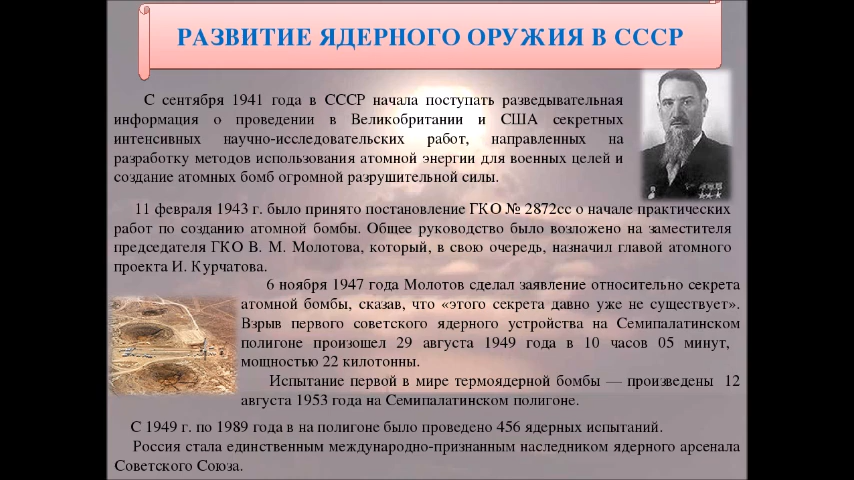 РАЗВИТИЕ ЯДЕРНОГО ОРУЖИЯ В СССР
С сентября 1941 года в СССР начала поступать разведывательная
информация о проведении в Великобритании и США секретных
интенсивных научно-исследовательских работ, направленных на
разработку методов использования атомной энергии для военных целей и
создание атомных бомб огромной разрушительной силы.
11 февраля 1943 г. было принято постановление ГКО № 2872сс о начале практических
работ по созданию атомной бомбы. Общее руководство было возложено на заместителя
председателя ГКО В. М. Молотова, который, в свою очередь, назначил главой атомного
проекта И. Курчатова.
6 ноября 1947 года Молотов сделал заявление относительно секрета
атомной бомбы, сказав, что «этого секрета давно уже не существует».
Взрыв первого советского ядерного устройства на Семипалатинском
полигоне произошел 29 августа 1949 года в 10 часов 05 минут,
мощностью 22 килотонны.
Испытание первой в мире термоядерной бомбы — произведены 12
августа 1953 года на Семипалатинском полигоне.
С 1949 г. по 1989 года в на полигоне было проведено 456 ядерных испытаний.
Россия стала единственным международно-признанным наследником ядерного арсенала
Советского Союза.